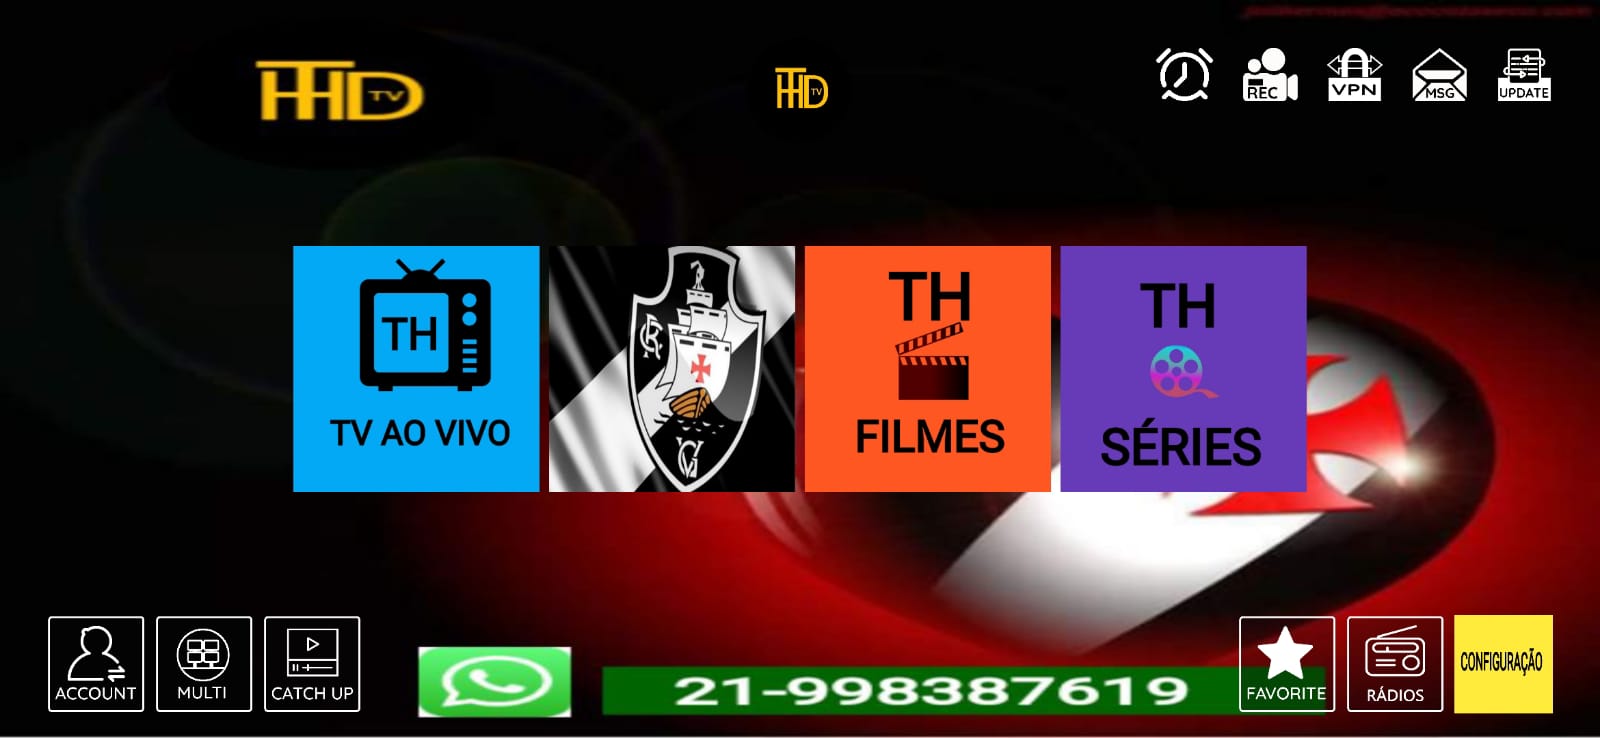 THD TV
THD TV
REC
VPN
MSG
UPDATE
TH
TV AO VIVO
TH
FILMES
TH
SÉRIES
ACCOUNT
MULTI
CATCH UP
21-998387619
FAVORITE
RÁDIOS
CONFIGURAÇÃO